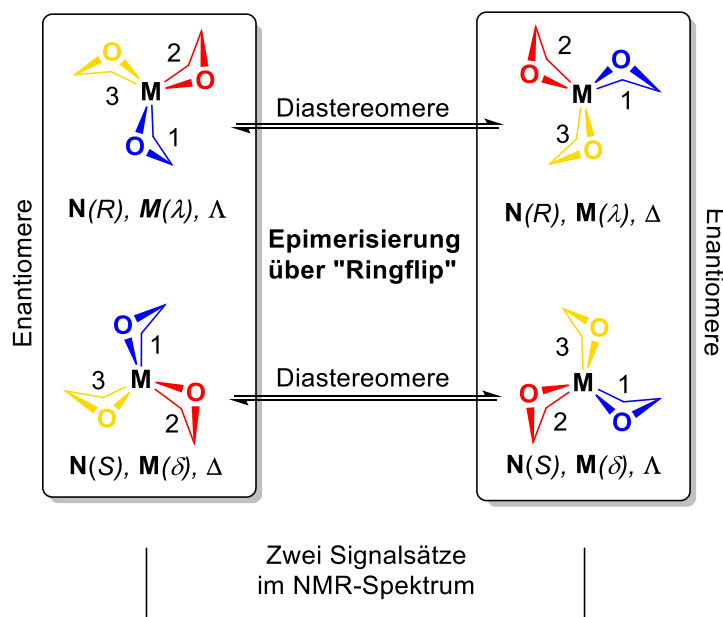 O
2
M
O
3
1
O
N(R), M(λ), Λ
O
2
O
M
1
3
O
N(R), M(λ), Δ
Diastereomere
Enantiomere
Epimerisierung
über "Ringflip"
Enantiomere
O
1
3
M
O
O
2
N(S), M(δ), Δ
O
3
M
1
O
2
O
N(S), M(δ), Λ
Diastereomere
Zwei Signalsätze
im NMR-Spektrum